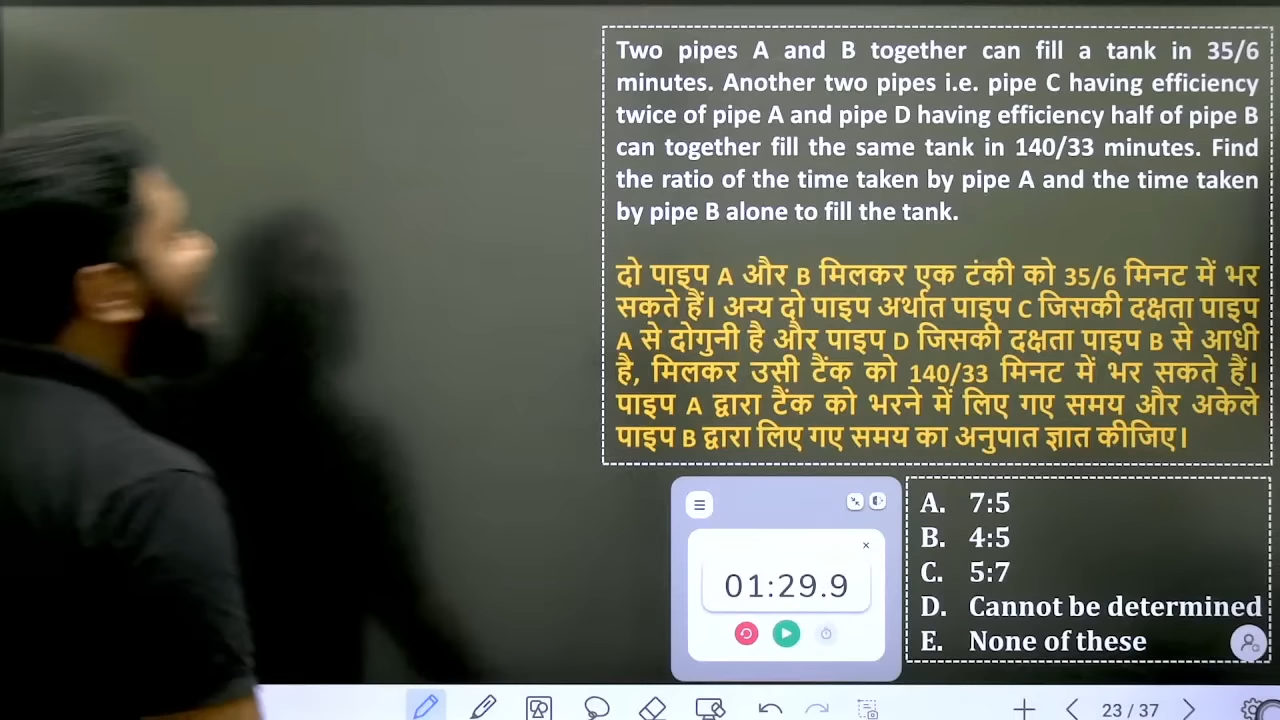 Two pipes A and B together can fill a tank in 35/6
minutes. Another two pipes i.e. pipe C having efficiency
twice of pipe A and pipe D having efficiency half of pipe B
can together fill the same tank in 140/33 minutes. Find
the ratio of the time taken by pipe A and the time taken
by pipe B alone to fill the tank.
दो पाइप A और B मिलकर एक टंकी को 35/6 मिनट में भर
सकते हैं। अन्य दो पाइप अर्थात पाइप C जिसकी दक्षता पाइप
A से दोगुनी है और पाइप D जिसकी दक्षता पाइप B से आधी
है, मिलकर उसी टैंक को 140/33 मिनट में भर सकते हैं।
पाइप A द्वारा टैंक को भरने में लिए गए समय और अकेले
पाइप B द्वारा लिए गए समय का अनुपात ज्ञात कीजिए।
01:29.9
A. 7:5
B. 4:5
C. 5:7
D. Cannot be determined
E. None of these
23 / 37